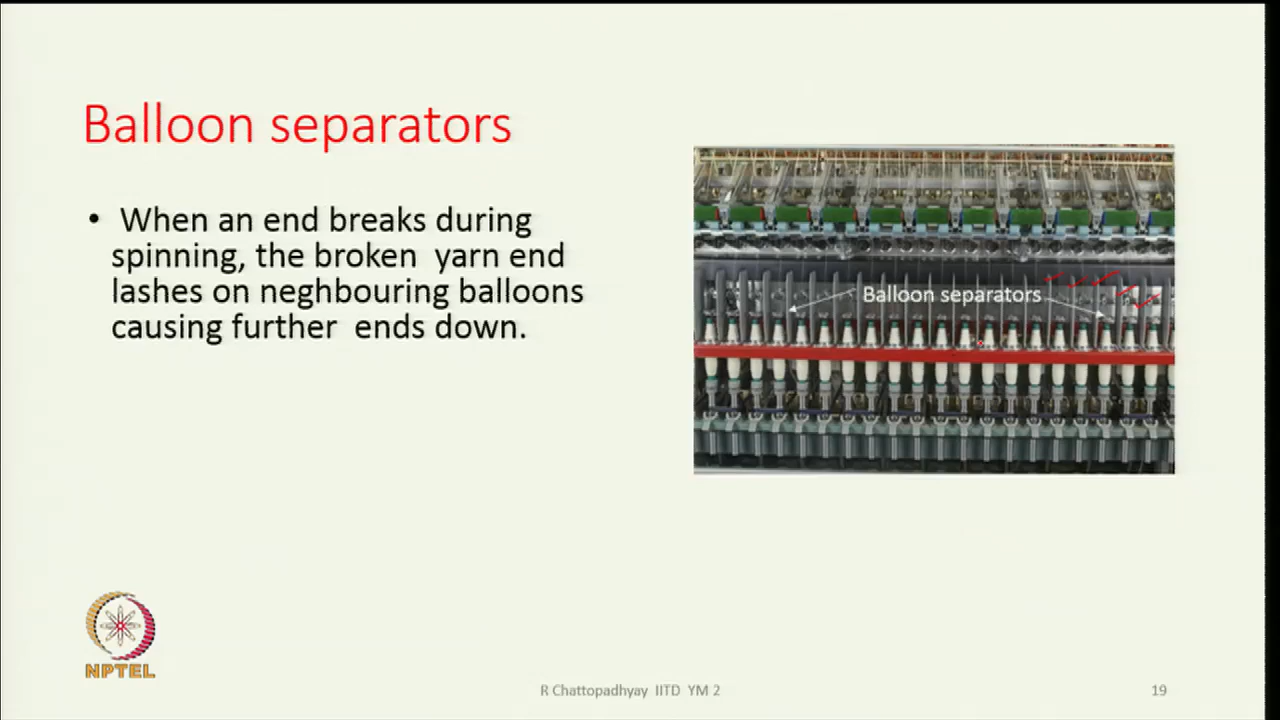 Balloon separators
• When an end breaks during
spinning, the broken yarn end
lashes on neghbouring balloons
causing further ends down.
Balloon separators
NPTEL
R Chattopadhyay IITD YM 2
19